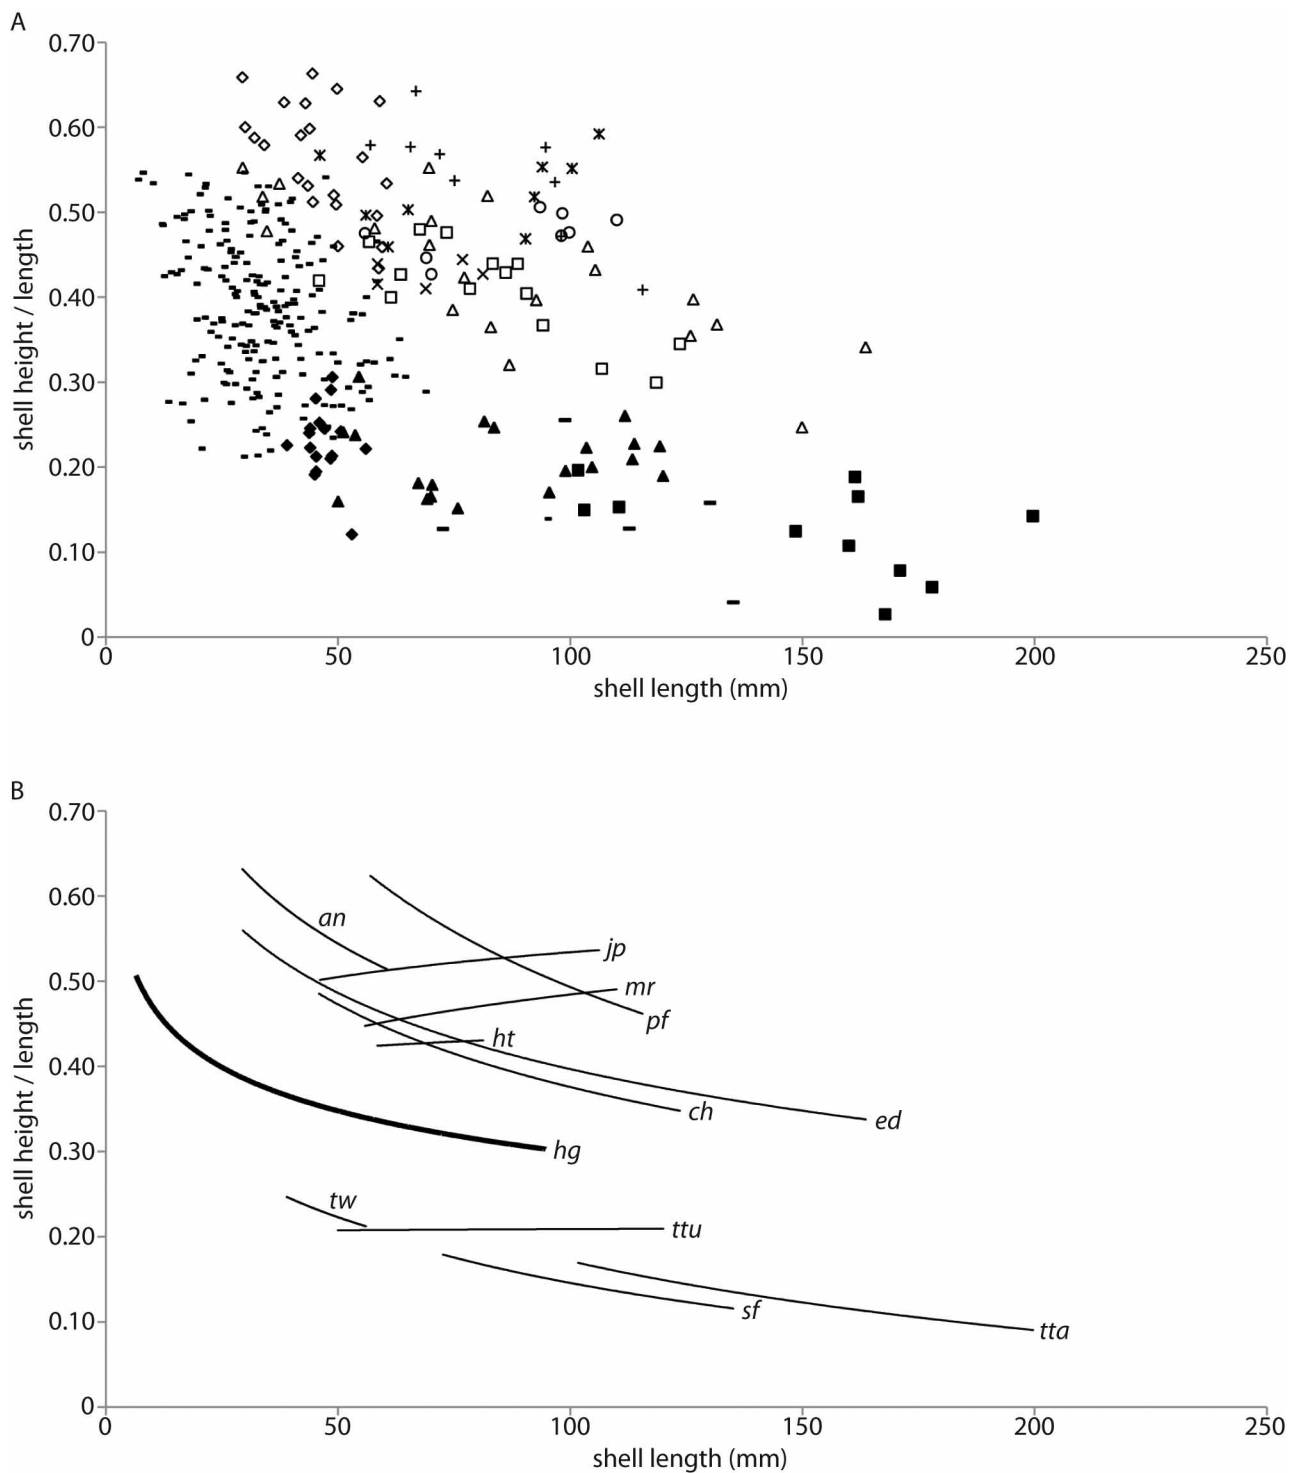 A
0.70
0.60
0.50
0.40
0.30
0.20
0.10
0
shell height / length
0 50 100 150 200 250
shell length (mm)
B
0.70
0.60
0.50
0.40
0.30
0.20
0.10
0
shell height / length
an
jp
mr
pf
ht
ch
ed
hg
tw
ttu
sf
tta
0 50 100 150 200 250
shell length (mm)